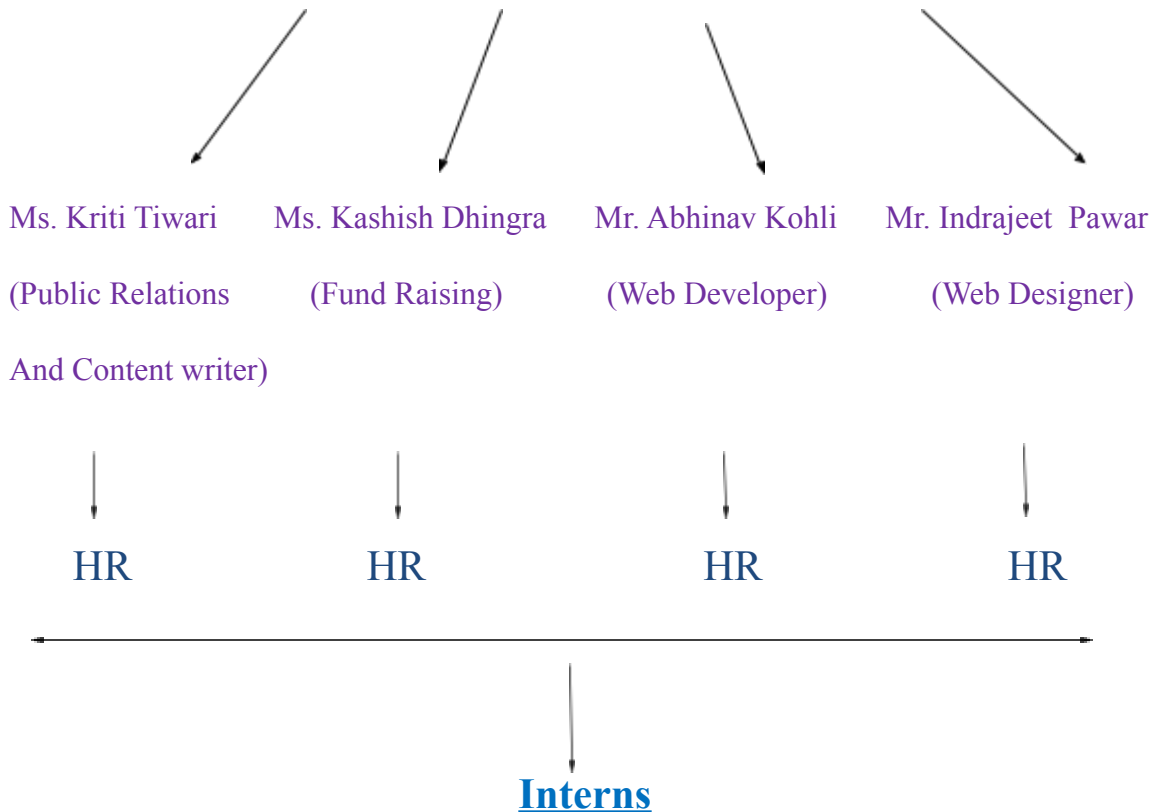 Ms. Kriti Tiwari Ms. Kashish Dhingra Mr. Abhinav Kohli Mr. Indrajeet Pawar
(Public Relations (Fund Raising) (Web Developer) (Web Designer)
And Content writer)
HR HR HR HR
Interns